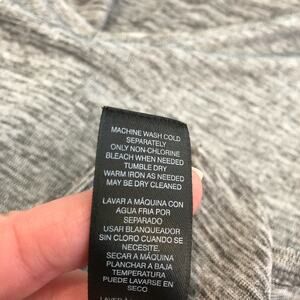 MACHINE WASH COLD
SEPARATELY
ONLY NON-CHLORINE
BLEACH WHEN NEEDED
TUMBLE DRY
WARM IRON AS NEEDED
MAY BE DRY CLEANED
LAVAR A MÁQUINA CON
AGUA FRIA POR
SEPARADO
USAR BLANQUEADOR
SIN CLORO CUANDO SE
NECESITE,
SECAR A MÁQUINA
PLANCHAR A BAJA
TEMPERATURA
PUEDE LAVARSE EN
SECO